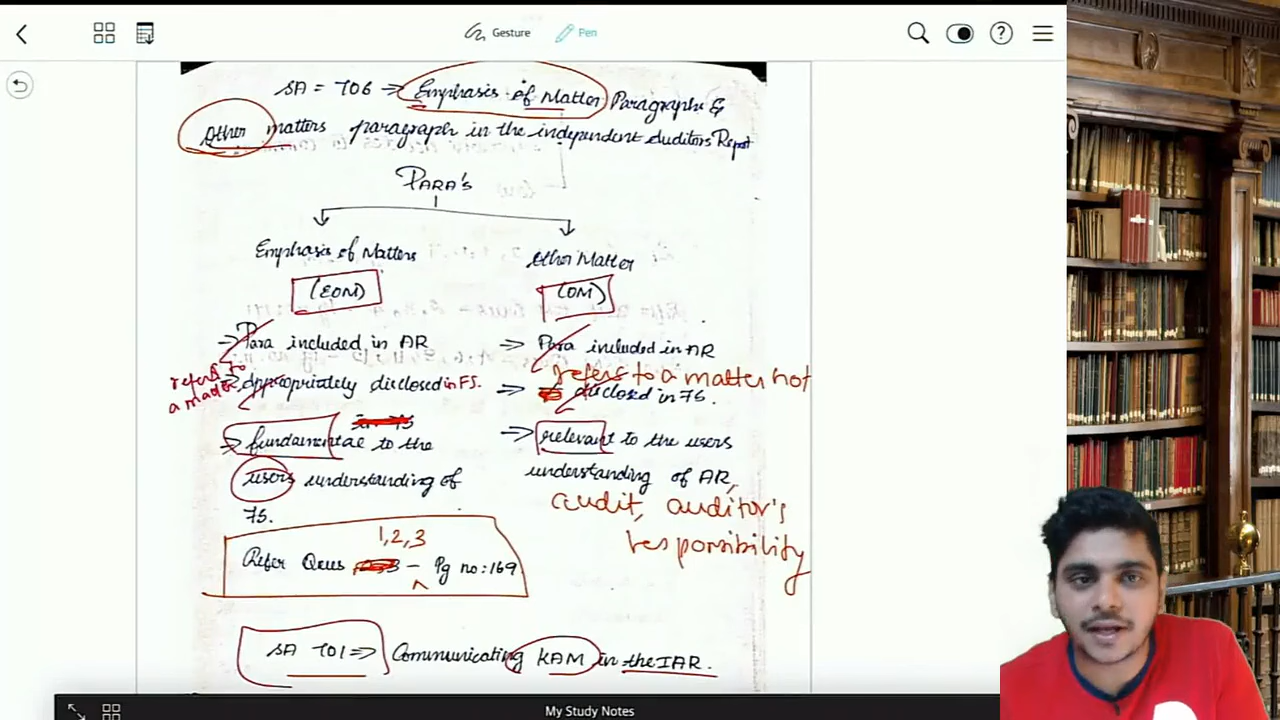 Gesture
Pen
SA = 706 ⇒ Emphasis of Matter Paragraphs &
Other matters paragraph in the independent Auditors Report
PARA'S
Emphasis of Matters
Other Matter
(EOM)
(OM)
⇒ Para included in AR
⇒ Para included in AR
refers to a matter
⇒ appropriately disclosed in FS.
refers to a matter not
⇒ disclosed in FS.
⇒ fundamental to the
users understanding of
FS.
⇒ relevant to the users
understanding of AR,
audit, auditor's
responsibility
1,2,3
Refer Ques – Pg no:169
SA 701 ⇒ Communicating KAM in the IAR.
My Study Notes